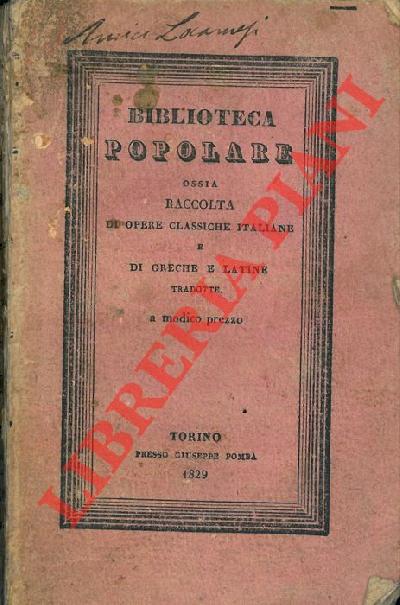 BIBLIOTECA
POPOLARE
OSSIA
RACCOLTA
DI OPERE CLASSICHE ITALIANE
E
DI GRECHE E LATINE
TRADOTTE
a modico prezzo
TORINO
PRESSO GIUSEPPE POMBA
1829
LIBRERIA PIANI